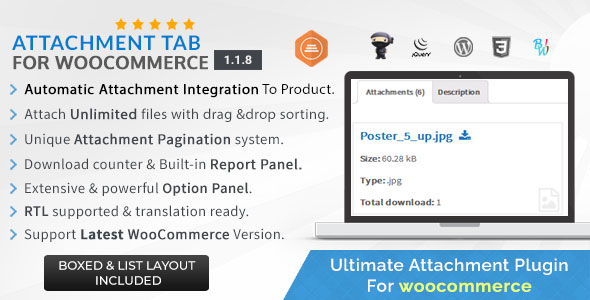 ATTACHMENT TAB
FOR WOOCOMMERCE 1.1.8
Automatic Attachment Integration To Product.
Attach Unlimited files with drag &drop sorting.
Unique Attachment Pagination system.
Download counter & Built-in Report Panel.
Extensive & powerful Option Panel.
RTL supported & translation ready.
Support Latest WooCommerce Version.
BOXED & LIST LAYOUT
INCLUDED
jQuery
W
3
BIW
Attachments (6) Description
Poster_5_up.jpg
Size: 60.28 kB
Type: .jpg
Total download: 1
Ultimate Attachment Plugin
For woocommerce